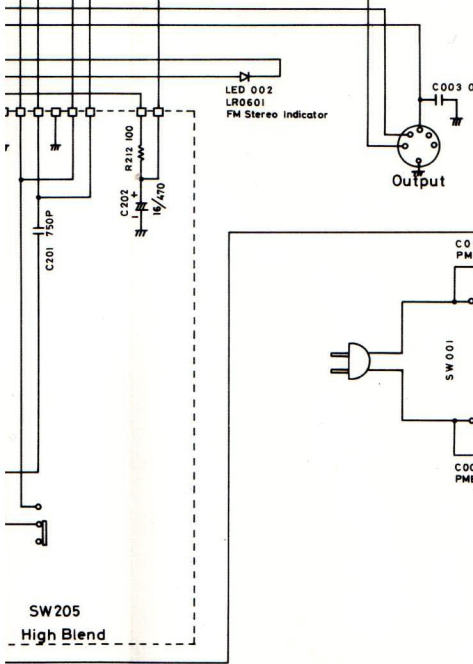 LED 002
LR0601
FM Stereo Indicator
C003
Output
R212 100
C202
+
-
16/470
C201
750P
SW001
SW205
High Blend